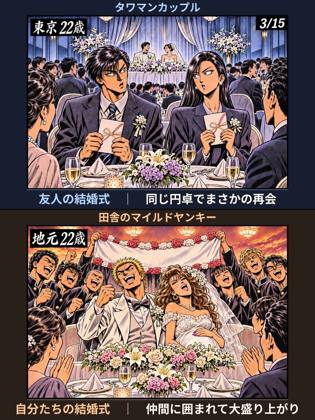 タワマンカップル
東京22歳
3/15
友人の結婚式 ｜ 同じ円卓でまさかの再会
田舎のマイルドヤンキー
地元22歳
自分たちの結婚式 ｜ 仲間に囲まれて大盛り上がり